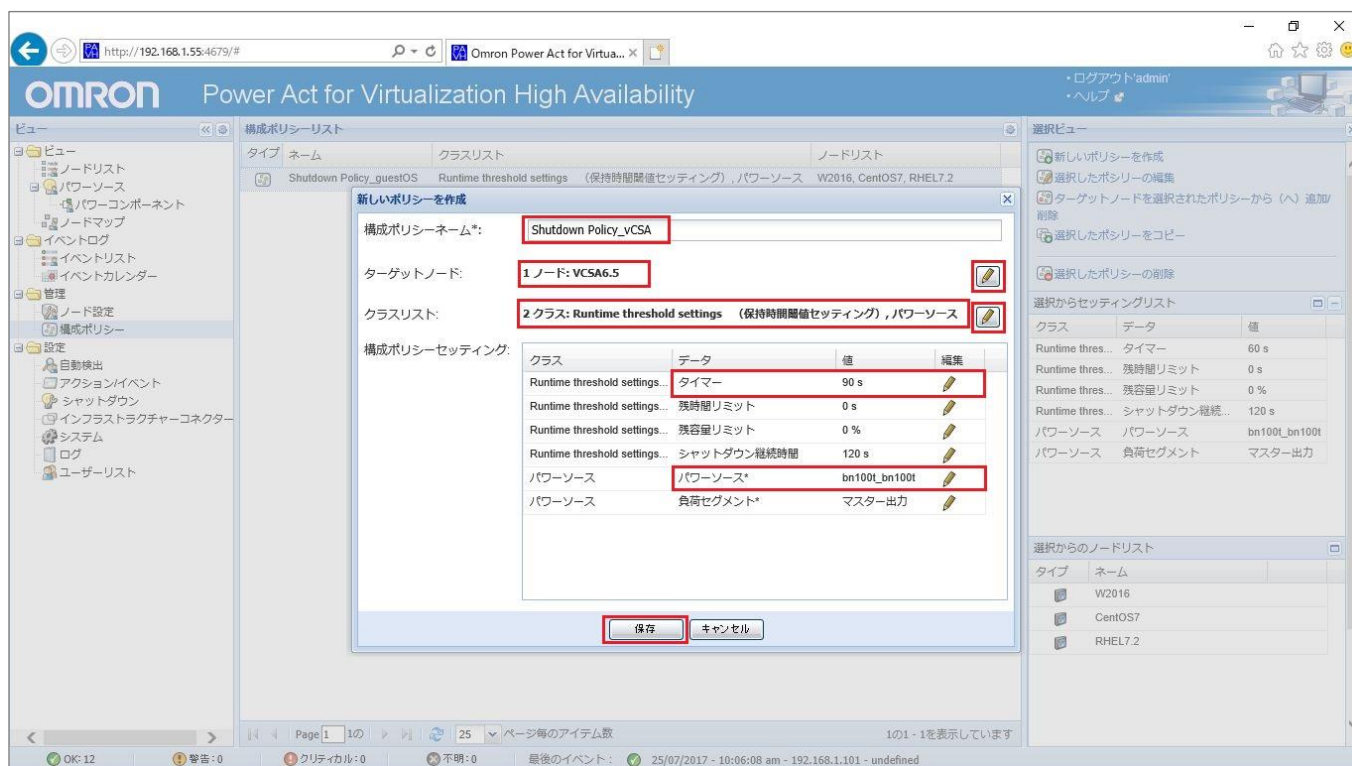 http://192.168.1.55:4679/#
Omron Power Act for Virtua...
OMRON
Power Act for Virtualization High Availability
・ログアウト'admin'
・ヘルプ
ビュー
ビュー
ノードリスト
パワーソース
パワーコンポーネント
ノードマップ
イベントログ
イベントリスト
イベントカレンダー
管理
ノード設定
構成ポリシー
設定
自動検出
アクション/イベント
シャットダウン
インフラストラクチャーコネクター
システム
ログ
ユーザーリスト
構成ポリシーリスト
タイプ ネーム クラスリスト ノードリスト
Shutdown Policy_guestOS Runtime threshold settings （保持時間閾値セッティング）, パワーソース W2016, CentOS7, RHEL7.2
新しいポリシーを作成
構成ポリシーネーム*: Shutdown Policy_vCSA
ターゲットノード: 1 ノード: VCSA6.5
クラスリスト: 2 クラス: Runtime threshold settings （保持時間閾値セッティング）, パワーソース
構成ポリシーセッティング:
クラス データ 値 編集
Runtime threshold settings... タイマー 90 s
Runtime threshold settings... 残時間リミット 0 s
Runtime threshold settings... 残容量リミット 0 %
Runtime threshold settings... シャットダウン継続時間 120 s
パワーソース パワーソース* bn100t_bn100t
パワーソース 負荷セグメント* マスター出力
保存 キャンセル
Page 1 1の 25 ページ毎のアイテム数 1の1 - 1を表示しています
選択ビュー
新しいポリシーを作成
選択したポシリーの編集
ターゲットノードを選択されたポリシーから（へ）追加/
削除
選択したポシリーをコピー
選択したポリシーの削除
選択からセッティングリスト
クラス データ 値
Runtime thres... タイマー 60 s
Runtime thres... 残時間リミット 0 s
Runtime thres... 残容量リミット 0 %
Runtime thres... シャットダウン継続... 120 s
パワーソース パワーソース bn100t_bn100t
パワーソース 負荷セグメント マスター出力
選択からのノードリスト
タイプ ネーム
W2016
CentOS7
RHEL7.2
OK: 12 警告: 0 クリティカル: 0 不明: 0 最後のイベント : 25/07/2017 - 10:06:08 am - 192.168.1.101 - undefined